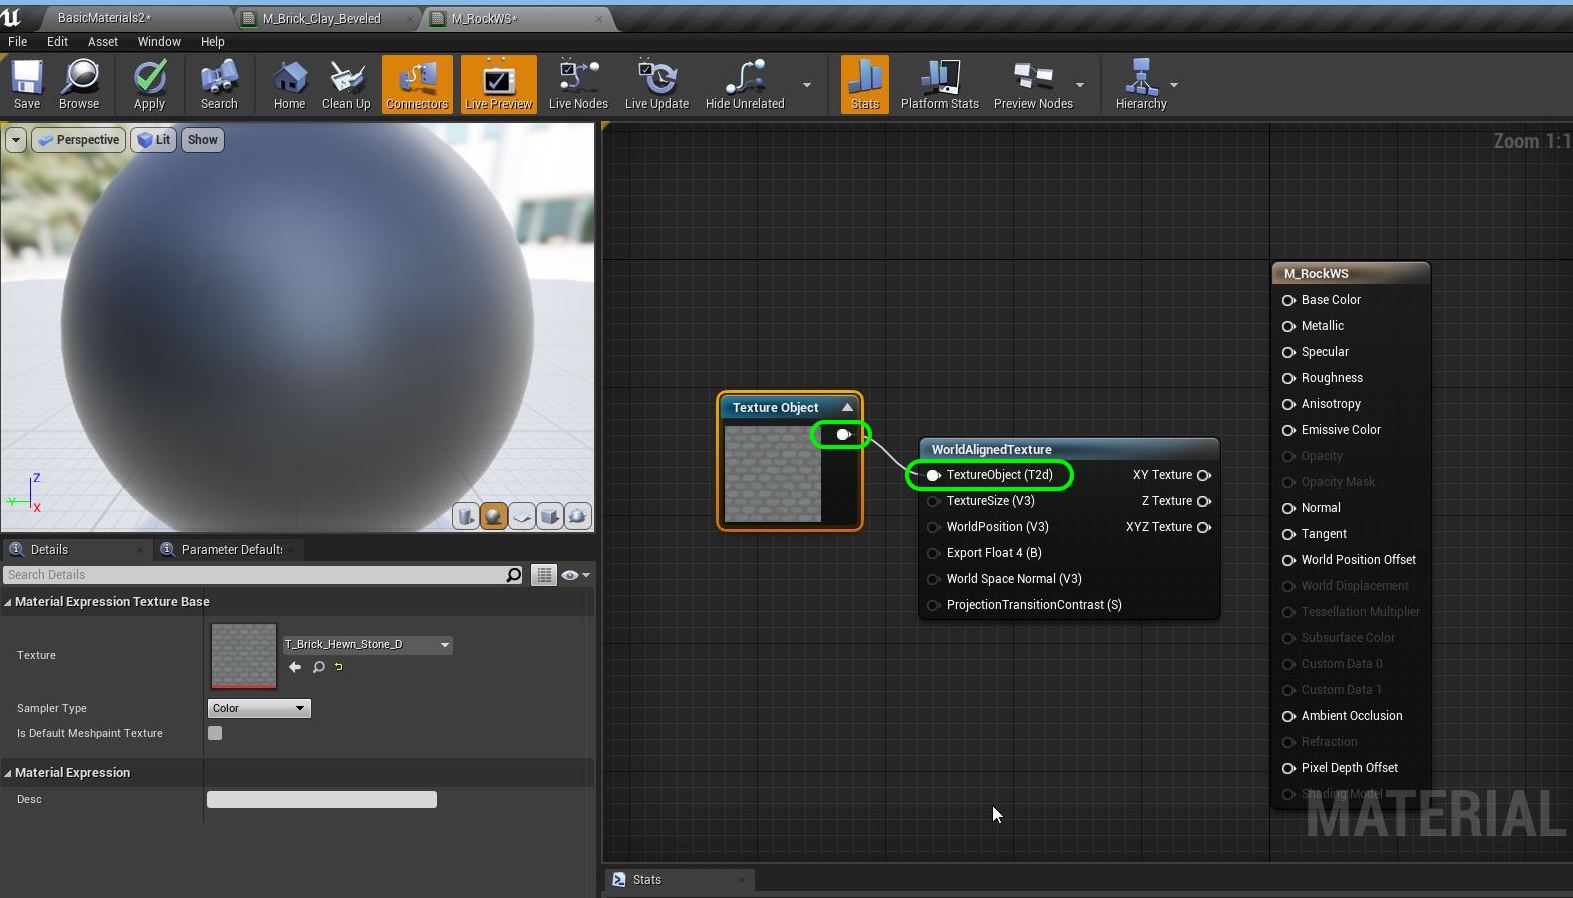 BasicMaterials2*
M_Brick_Clay_Beveled
M_RockWS*
File Edit Asset Window Help
Save
Browse
Apply
Search
Home
Clean Up
Connectors
Live Preview
Live Nodes
Live Update
Hide Unrelated
Stats
Platform Stats
Preview Nodes
Hierarchy
Perspective
Lit
Show
Zoom 1:1
Z
Y
X
Texture Object
WorldAlignedTexture
TextureObject (T2d)
TextureSize (V3)
WorldPosition (V3)
Export Float 4 (B)
World Space Normal (V3)
ProjectionTransitionContrast (S)
XY Texture
Z Texture
XYZ Texture
M_RockWS
Base Color
Metallic
Specular
Roughness
Anisotropy
Emissive Color
Opacity
Opacity Mask
Normal
Tangent
World Position Offset
World Displacement
Tessellation Multiplier
Subsurface Color
Custom Data 0
Custom Data 1
Ambient Occlusion
Refraction
Pixel Depth Offset
Shading Model
MATERIAL
Details
Parameter Defaults
Search Details
Material Expression Texture Base
Texture
T_Brick_Hewn_Stone_D
Sampler Type
Color
Is Default Meshpaint Texture
Material Expression
Desc
Stats